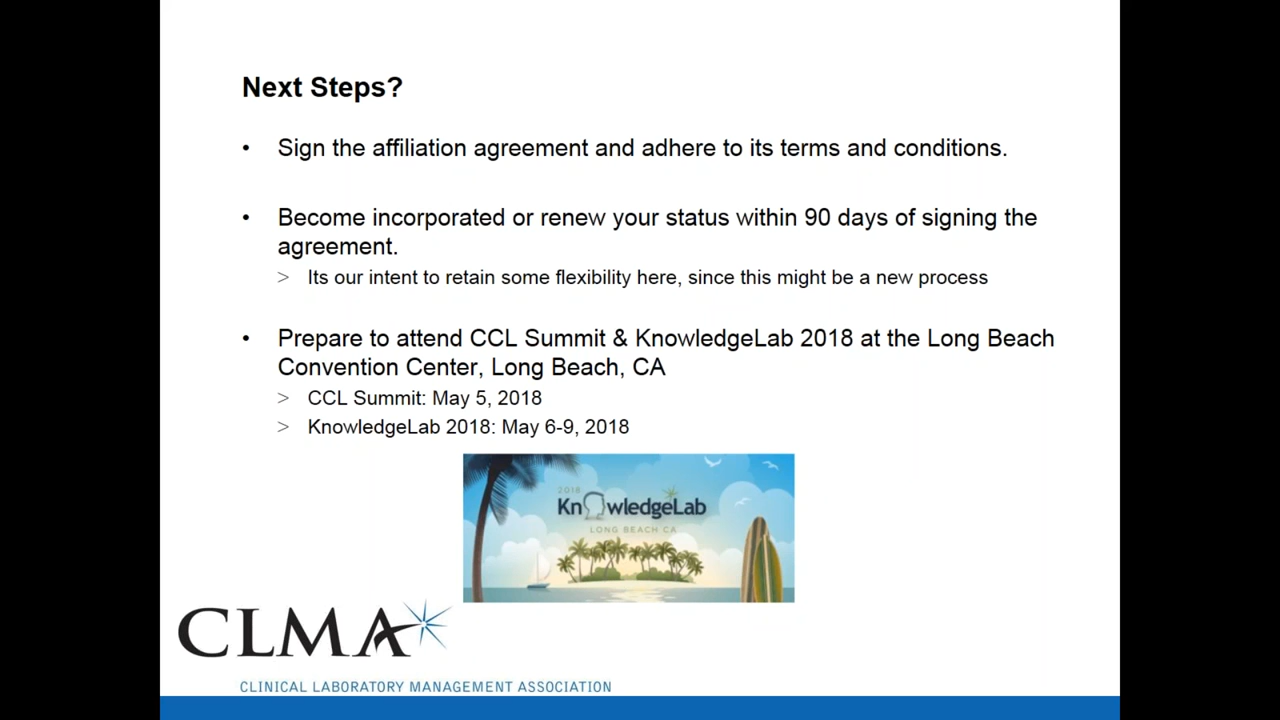 Next Steps?
• Sign the affiliation agreement and adhere to its terms and conditions.
• Become incorporated or renew your status within 90 days of signing the
agreement.
> Its our intent to retain some flexibility here, since this might be a new process
• Prepare to attend CCL Summit & KnowledgeLab 2018 at the Long Beach
Convention Center, Long Beach, CA
> CCL Summit: May 5, 2018
> KnowledgeLab 2018: May 6-9, 2018
2018
KnowledgeLab
LONG BEACH CA
CLMA
CLINICAL LABORATORY MANAGEMENT ASSOCIATION